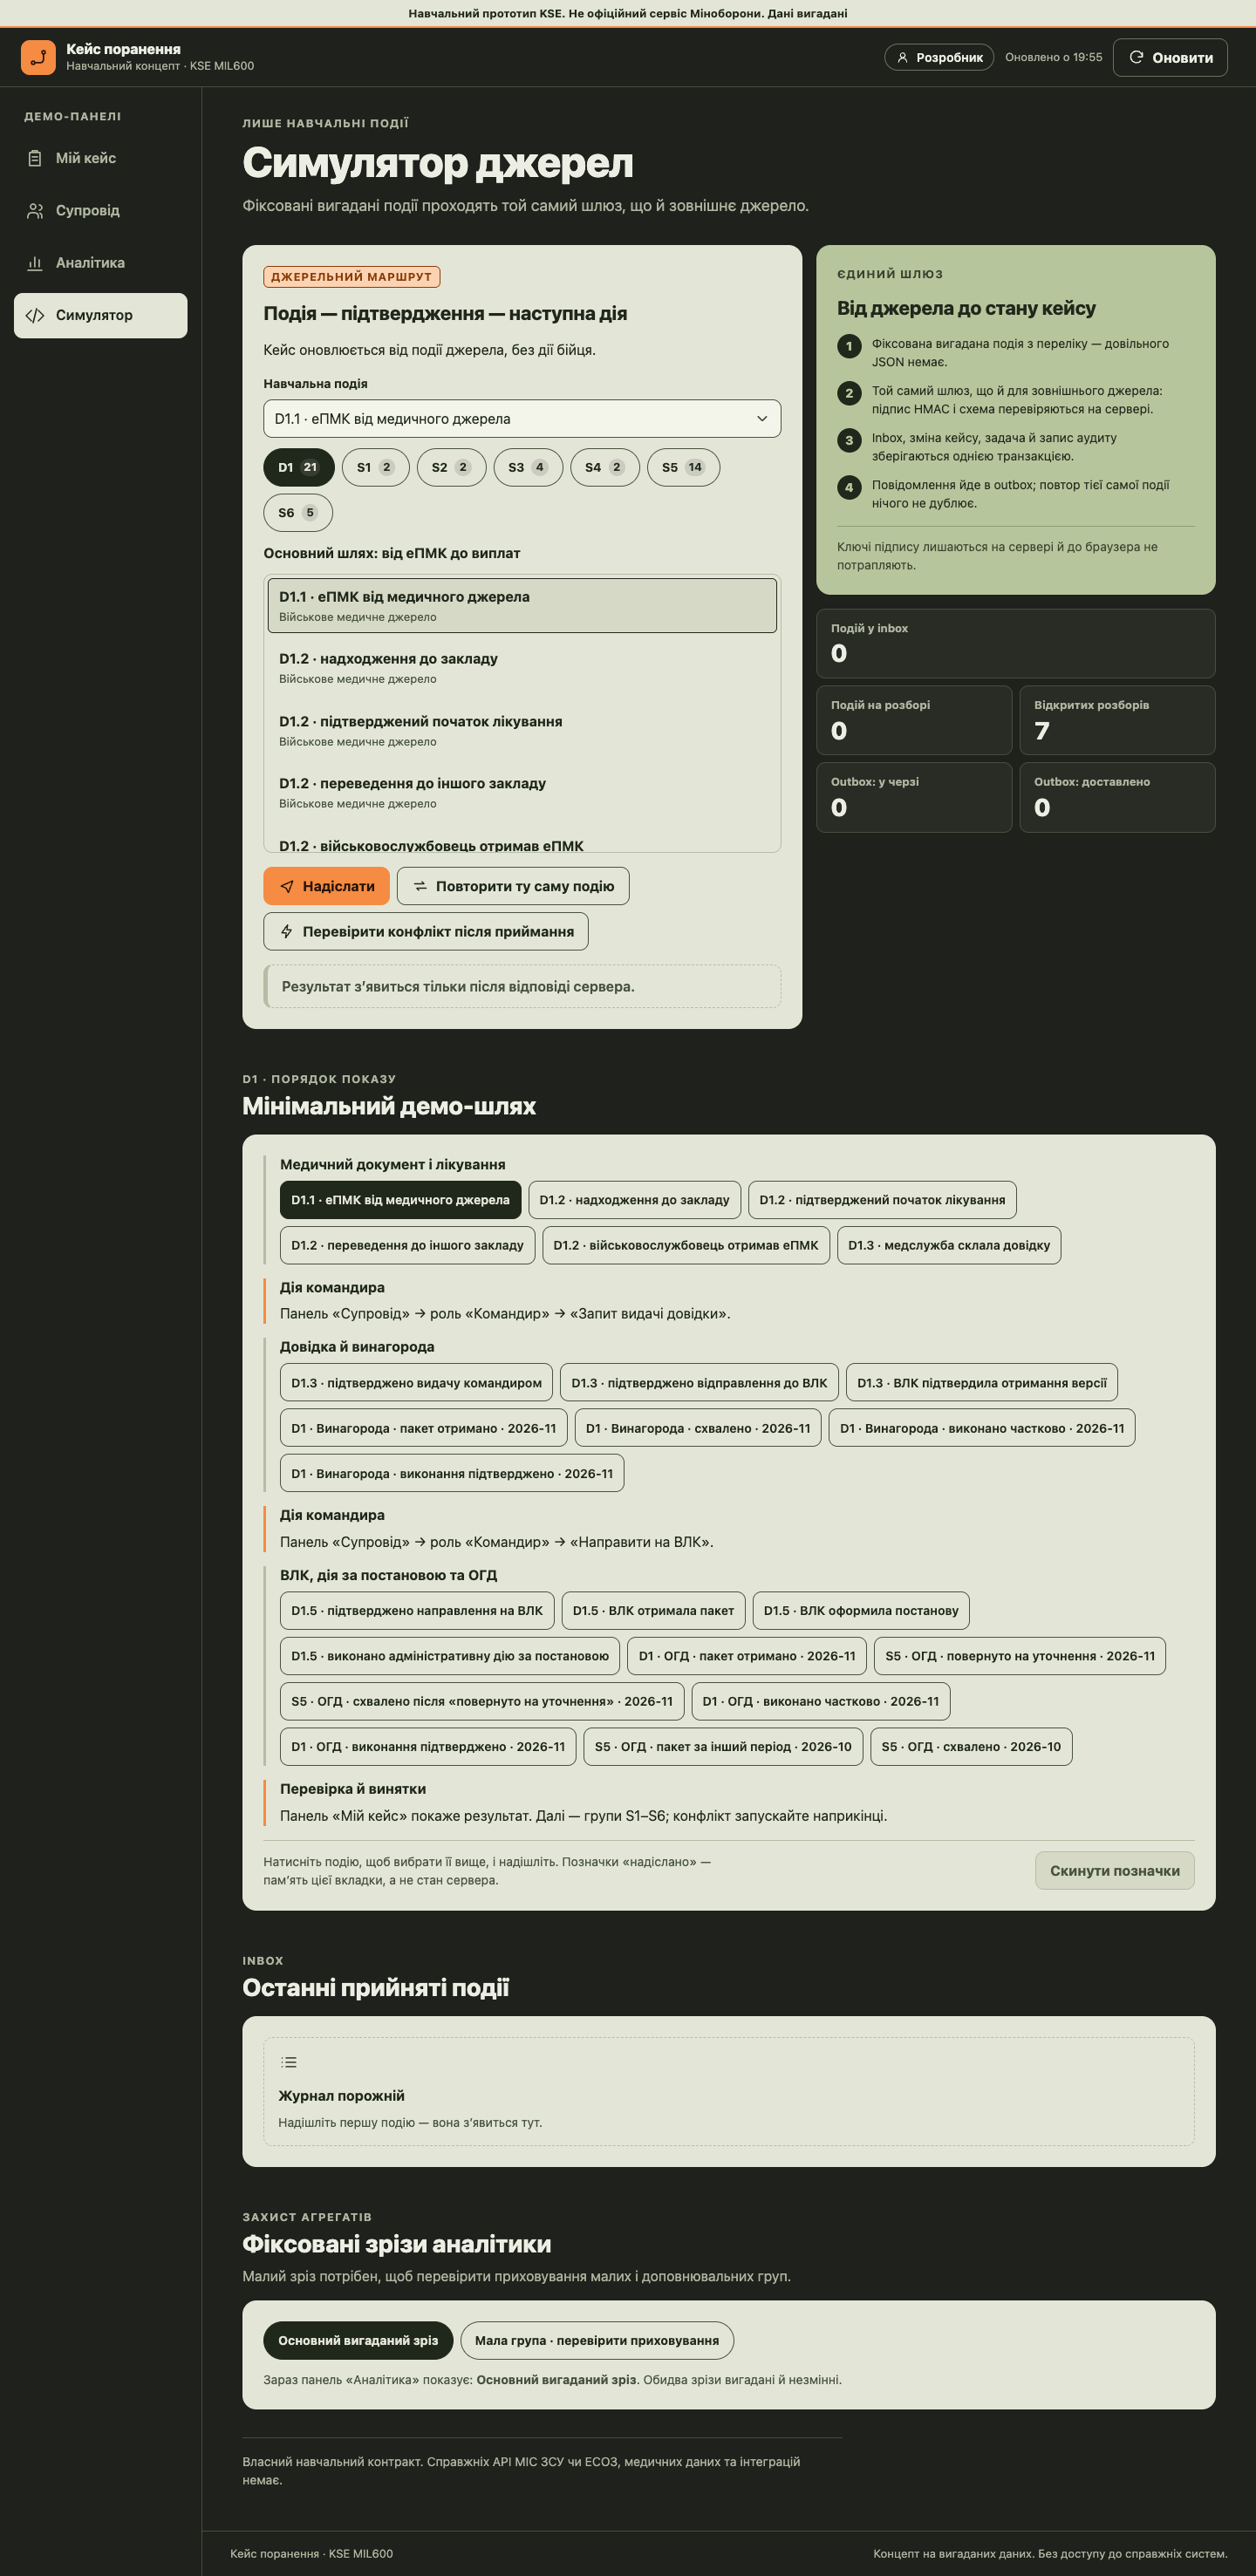 Навчальний прототип KSE. Не офіційний сервіс Міноборони. Дані вигадані
Кейс поранення
Навчальний концепт · KSE MIL600
Розробник
Оновлено о 19:55
Оновити
ДЕМО-ПАНЕЛІ
Мій кейс
Супровід
Аналітика
Симулятор
ЛИШЕ НАВЧАЛЬНІ ПОДІЇ
Симулятор джерел
Фіксовані вигадані події проходять той самий шлюз, що й зовнішнє джерело.
ДЖЕРЕЛЬНИЙ МАРШРУТ
Подія — підтвердження — наступна дія
Кейс оновлюється від події джерела, без дії бійця.
Навчальна подія
D1.1 · еПМК від медичного джерела
D1 21
S1 2
S2 2
S3 4
S4 2
S5 14
S6 5
Основний шлях: від еПМК до виплат
D1.1 · еПМК від медичного джерела
Військове медичне джерело
D1.2 · надходження до закладу
Військове медичне джерело
D1.2 · підтверджений початок лікування
Військове медичне джерело
D1.2 · переведення до іншого закладу
Військове медичне джерело
D1.2 · військовослужбовець отримав еПМК
Надіслати
Повторити ту саму подію
Перевірити конфлікт після приймання
Результат з’явиться тільки після відповіді сервера.
ЄДИНИЙ ШЛЮЗ
Від джерела до стану кейсу
1 Фіксована вигадана подія з переліку — довільного
JSON немає.
2 Той самий шлюз, що й для зовнішнього джерела:
підпис HMAC і схема перевіряються на сервері.
3 Inbox, зміна кейсу, задача й запис аудиту
зберігаються однією транзакцією.
4 Повідомлення йде в outbox; повтор тієї самої події
нічого не дублює.
Ключі підпису лишаються на сервері й до браузера не
потрапляють.
Подій у inbox
0
Подій на розборі
0
Відкритих розборів
7
Outbox: у черзі
0
Outbox: доставлено
0
D1 · ПОРЯДОК ПОКАЗУ
Мінімальний демо-шлях
Медичний документ і лікування
D1.1 · еПМК від медичного джерела
D1.2 · надходження до закладу
D1.2 · підтверджений початок лікування
D1.2 · переведення до іншого закладу
D1.2 · військовослужбовець отримав еПМК
D1.3 · медслужба склала довідку
Дія командира
Панель «Супровід» → роль «Командир» → «Запит видачі довідки».
Довідка й винагорода
D1.3 · підтверджено видачу командиром
D1.3 · підтверджено відправлення до ВЛК
D1.3 · ВЛК підтвердила отримання версії
D1 · Винагорода · пакет отримано · 2026-11
D1 · Винагорода · схвалено · 2026-11
D1 · Винагорода · виконано частково · 2026-11
D1 · Винагорода · виконання підтверджено · 2026-11
Дія командира
Панель «Супровід» → роль «Командир» → «Направити на ВЛК».
ВЛК, дія за постановою та ОГД
D1.5 · підтверджено направлення на ВЛК
D1.5 · ВЛК отримала пакет
D1.5 · ВЛК оформила постанову
D1.5 · виконано адміністративну дію за постановою
D1 · ОГД · пакет отримано · 2026-11
S5 · ОГД · повернуто на уточнення · 2026-11
S5 · ОГД · схвалено після «повернуто на уточнення» · 2026-11
D1 · ОГД · виконано частково · 2026-11
D1 · ОГД · виконання підтверджено · 2026-11
S5 · ОГД · пакет за інший період · 2026-10
S5 · ОГД · схвалено · 2026-10
Перевірка й винятки
Панель «Мій кейс» покаже результат. Далі — групи S1–S6; конфлікт запускайте наприкінці.
Натисніть подію, щоб вибрати її вище, і надішліть. Позначки «надіслано» —
пам’ять цієї вкладки, а не стан сервера.
Скинути позначки
INBOX
Останні прийняті події
Журнал порожній
Надішліть першу подію — вона з’явиться тут.
ЗАХИСТ АГРЕГАТІВ
Фіксовані зрізи аналітики
Малий зріз потрібен, щоб перевірити приховування малих і доповнювальних груп.
Основний вигаданий зріз
Мала група · перевірити приховування
Зараз панель «Аналітика» показує: Основний вигаданий зріз. Обидва зрізи вигадані й незмінні.
Власний навчальний контракт. Справжніх API МІС ЗСУ чи ЕСОЗ, медичних даних та інтеграцій
немає.
Кейс поранення · KSE MIL600
Концепт на вигаданих даних. Без доступу до справжніх систем.